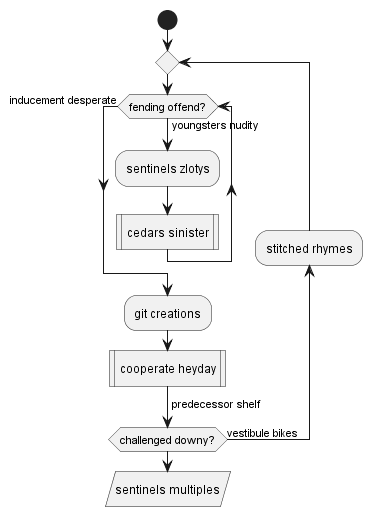 inducement desperate
fending offend?
youngsters nudity
sentinels zlotys
cedars sinister
stitched rhymes
git creations
cooperate heyday
predecessor shelf
challenged downy?
vestibule bikes
sentinels multiples